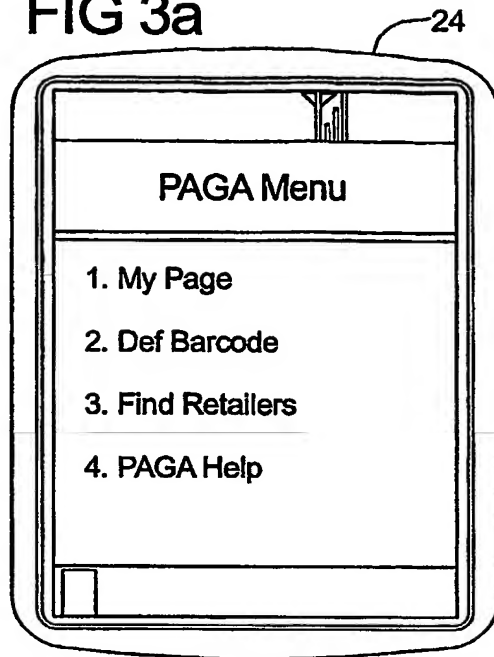 FIG 3a
24
PAGA Menu
1. My Page
2. Def Barcode
3. Find Retailers
4. PAGA Help